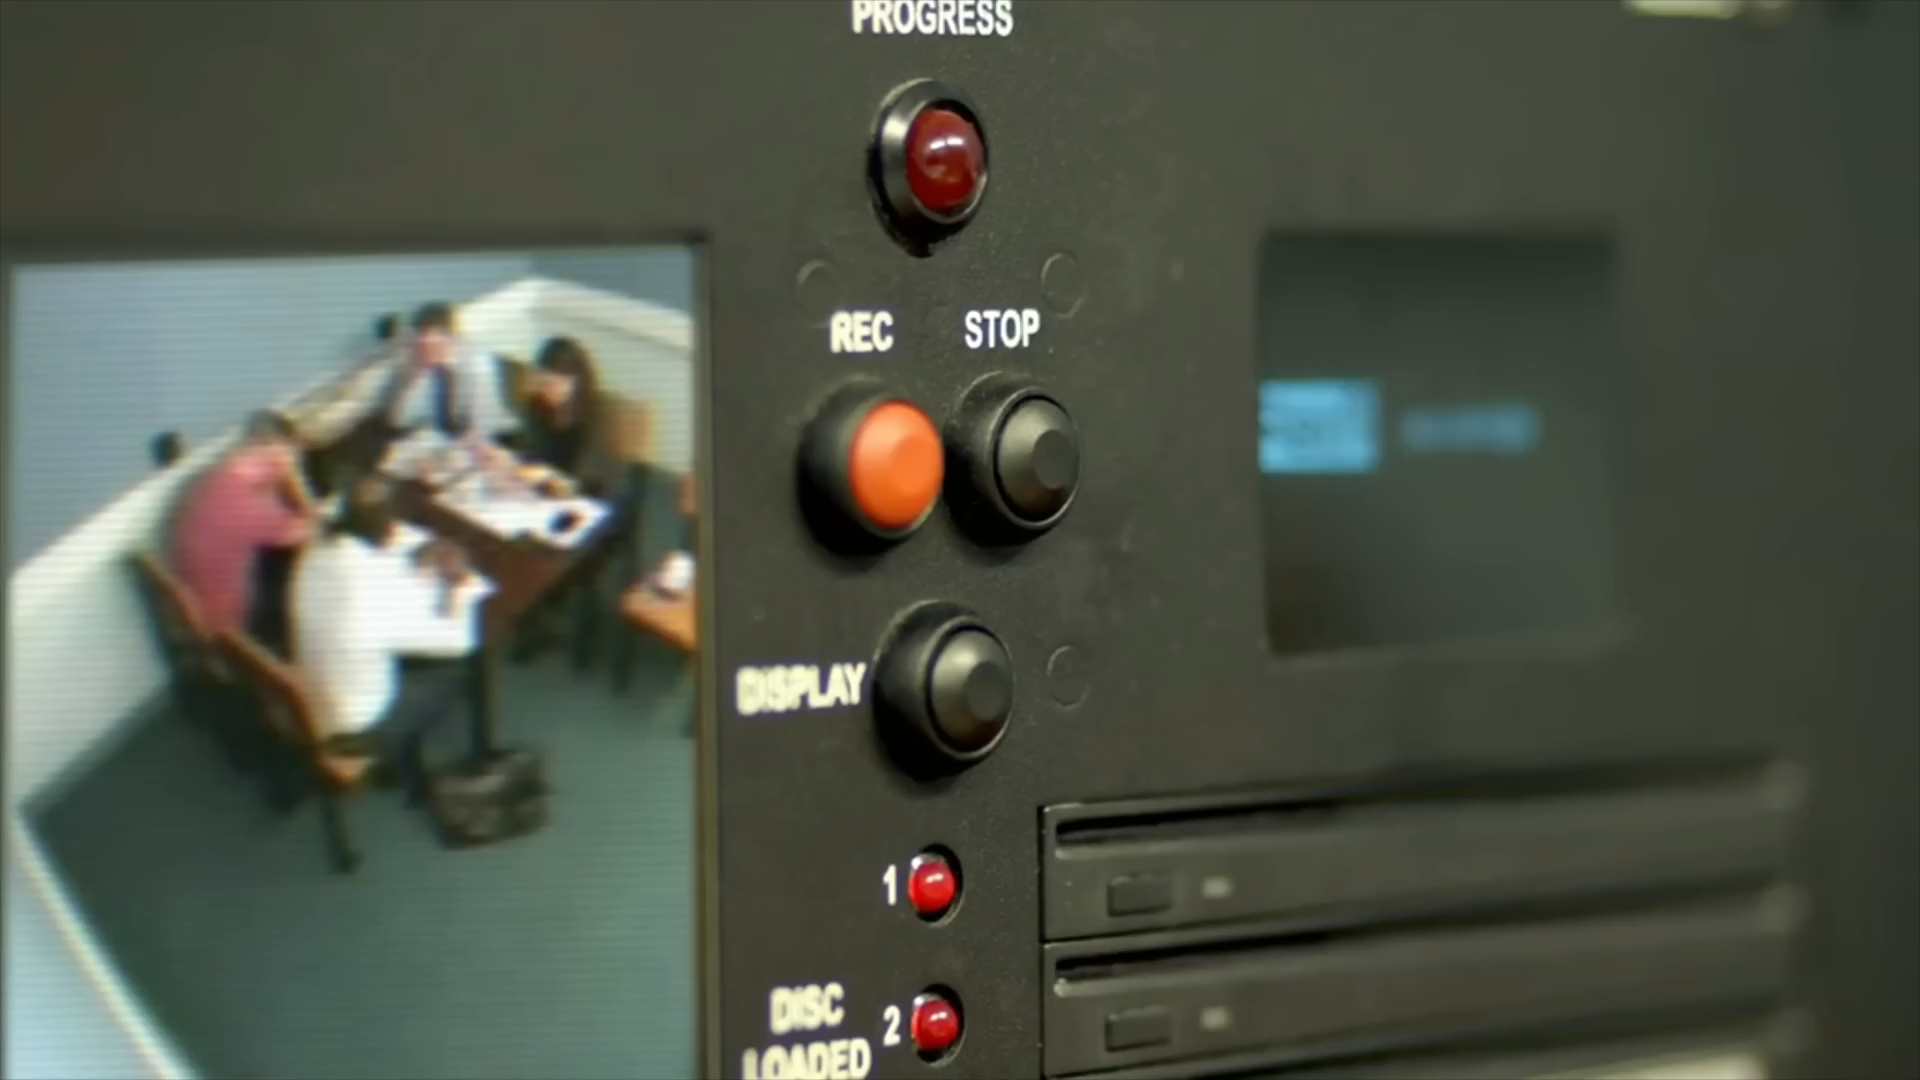 PROGRESS
REC STOP
DISPLAY
1
DISC
LOADED 2